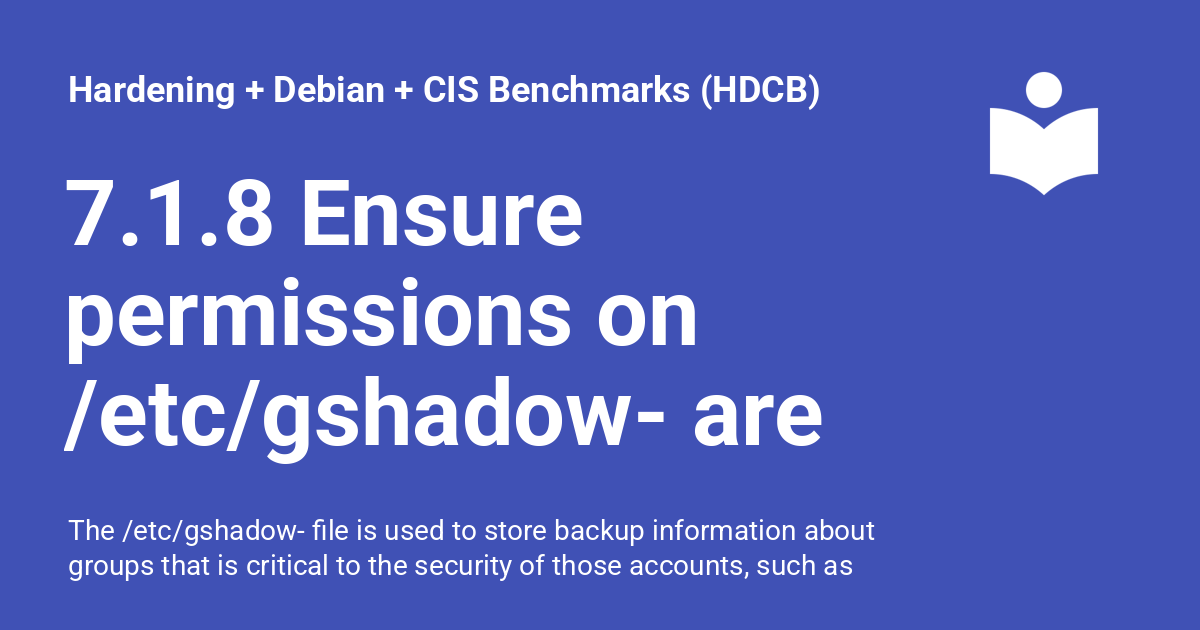 Hardening + Debian + CIS Benchmarks (HDCB)
7.1.8 Ensure
permissions on
/etc/gshadow- are
The /etc/gshadow- file is used to store backup information about
groups that is critical to the security of those accounts, such as